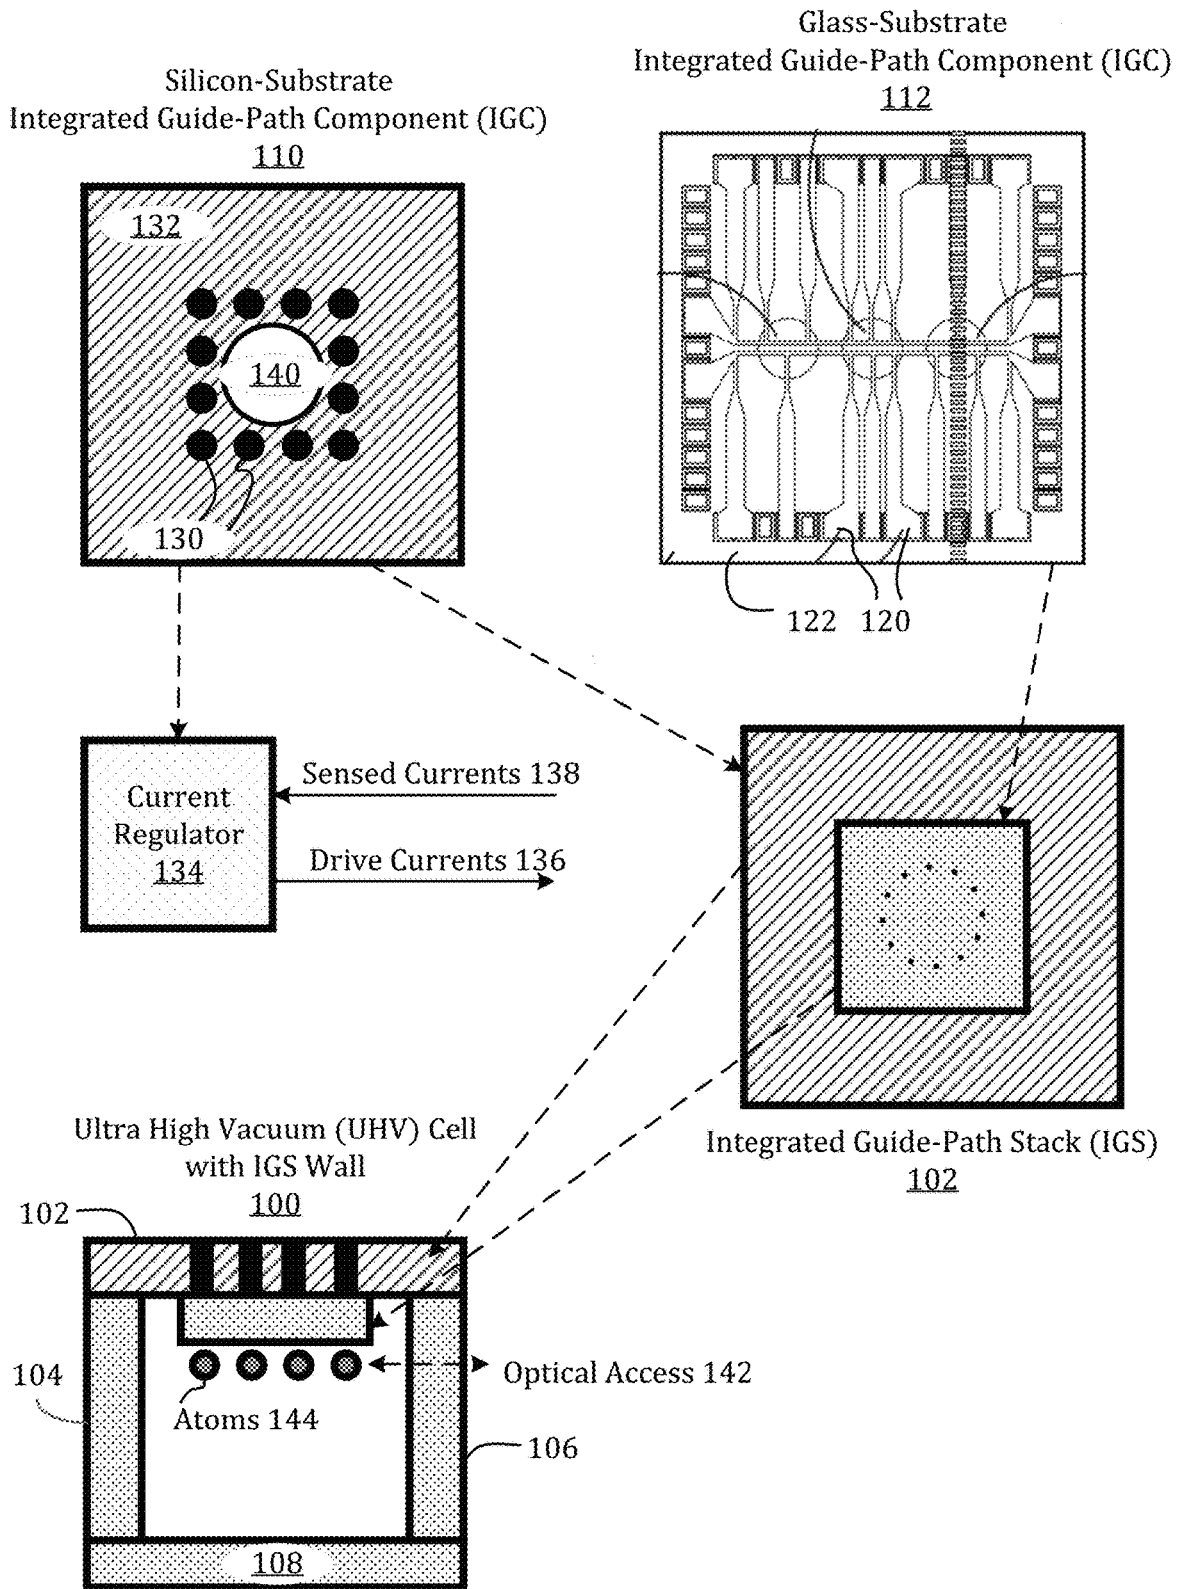 Glass-Substrate
Integrated Guide-Path Component (IGC)
112
Silicon-Substrate
Integrated Guide-Path Component (IGC)
110
132
140
130
122
120
Sensed Currents 138
Current
Regulator
134
Drive Currents 136
Integrated Guide-Path Stack (IGS)
102
Ultra High Vacuum (UHV) Cell
with IGS Wall
100
102
104
Optical Access 142
Atoms 144
106
108